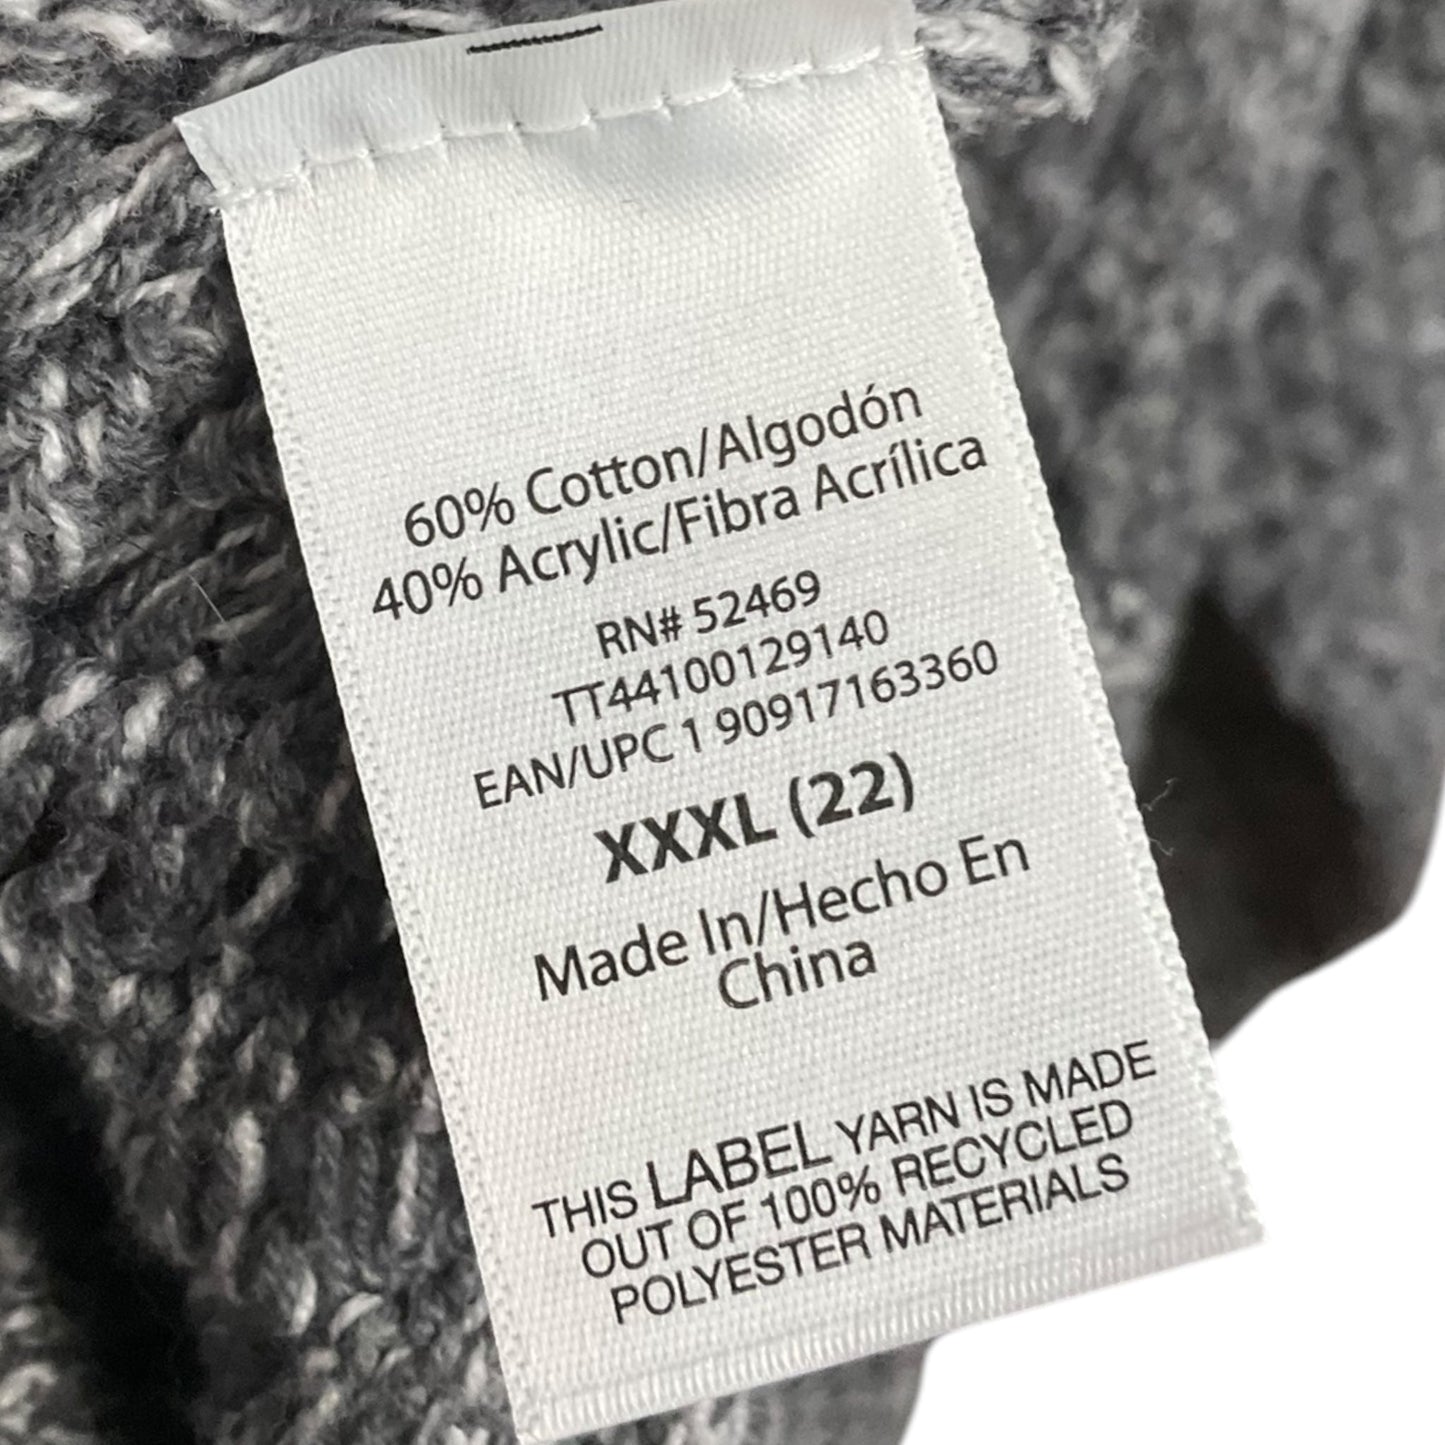 60% Cotton/Algodón
40% Acrylic/Fibra Acrílica
RN# 52469
TT44100129140
EAN/UPC 1 90917163360
XXXL (22)
Made In/Hecho En
China
THIS LABEL YARN IS MADE
OUT OF 100% RECYCLED
POLYESTER MATERIALS